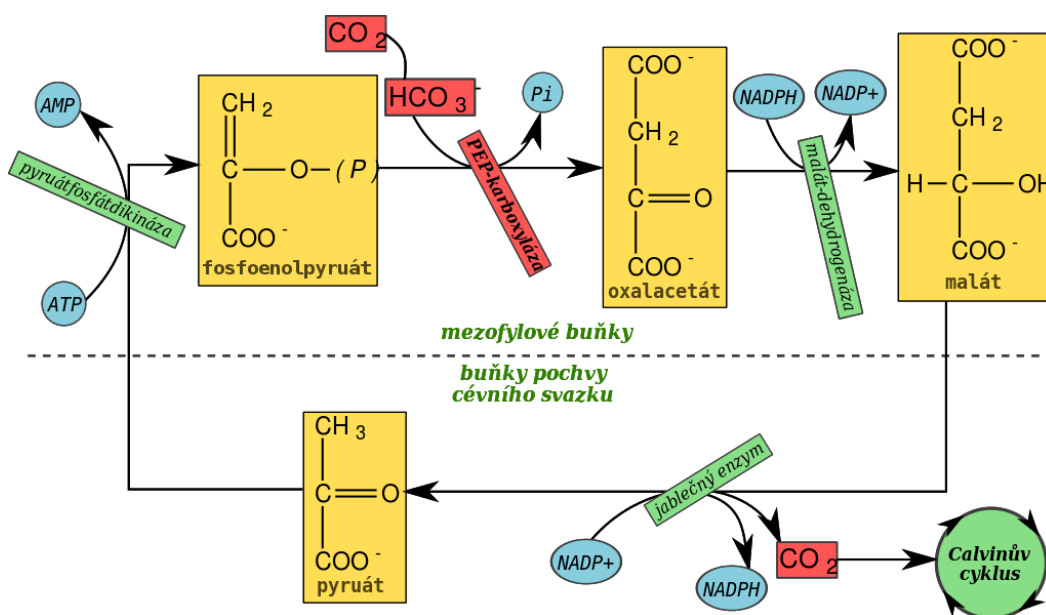 CO2
HCO3-
AMP
ATP
pyruátfosfátdikináza
CH2
C
O
(P)
COO-
fosfoenolpyruát
PEP-karboxyláza
Pi
COO-
CH2
C
O
COO-
oxalacetát
NADPH
NADP+
malát-dehydrogenáza
COO-
CH2
H
C
OH
COO-
malát
mezofylové buňky
buňky pochvy
cévního svazku
CH3
C
O
COO-
pyruát
jablečný enzym
NADP+
NADPH
CO2
Calvinův
cyklus